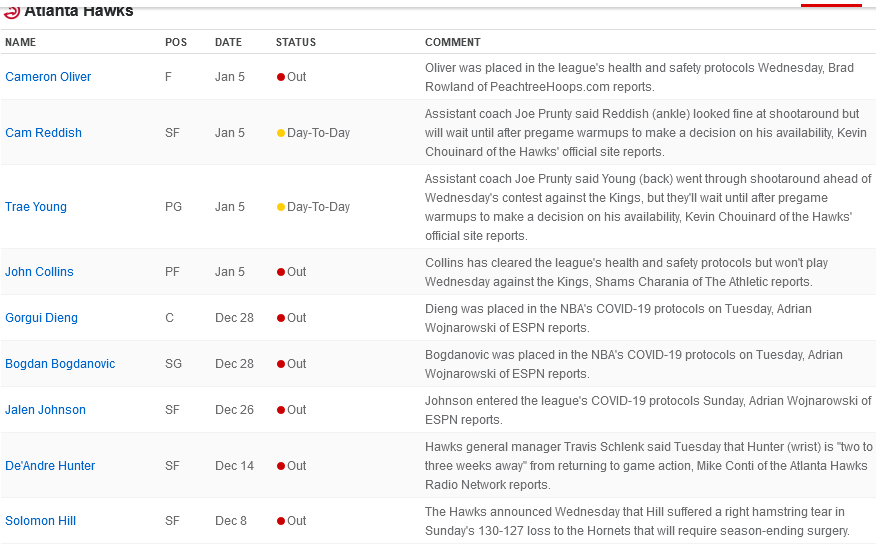 Atlanta Hawks
NAME POS DATE STATUS COMMENT
Cameron Oliver F Jan 5 Out Oliver was placed in the league's health and safety protocols Wednesday, Brad
Rowland of PeachtreeHoops.com reports.
Cam Reddish SF Jan 5 Day-To-Day Assistant coach Joe Prunty said Reddish (ankle) looked fine at shootaround but
will wait until after pregame warmups to make a decision on his availability, Kevin
Chouinard of the Hawks' official site reports.
Trae Young PG Jan 5 Day-To-Day Assistant coach Joe Prunty said Young (back) went through shootaround ahead of
Wednesday's contest against the Kings, but they'll wait until after pregame
warmups to make a decision on his availability, Kevin Chouinard of the Hawks'
official site reports.
John Collins PF Jan 5 Out Collins has cleared the league's health and safety protocols but won't play
Wednesday against the Kings, Shams Charania of The Athletic reports.
Gorgui Dieng C Dec 28 Out Dieng was placed in the NBA's COVID-19 protocols on Tuesday, Adrian
Wojnarowski of ESPN reports.
Bogdan Bogdanovic SG Dec 28 Out Bogdanovic was placed in the NBA's COVID-19 protocols on Tuesday, Adrian
Wojnarowski of ESPN reports.
Jalen Johnson SF Dec 26 Out Johnson entered the league's COVID-19 protocols Sunday, Adrian Wojnarowski of
ESPN reports.
De'Andre Hunter SF Dec 14 Out Hawks general manager Travis Schlenk said Tuesday that Hunter (wrist) is "two to
three weeks away" from returning to game action, Mike Conti of the Atlanta Hawks
Radio Network reports.
Solomon Hill SF Dec 8 Out The Hawks announced Wednesday that Hill suffered a right hamstring tear in
Sunday's 130-127 loss to the Hornets that will require season-ending surgery.